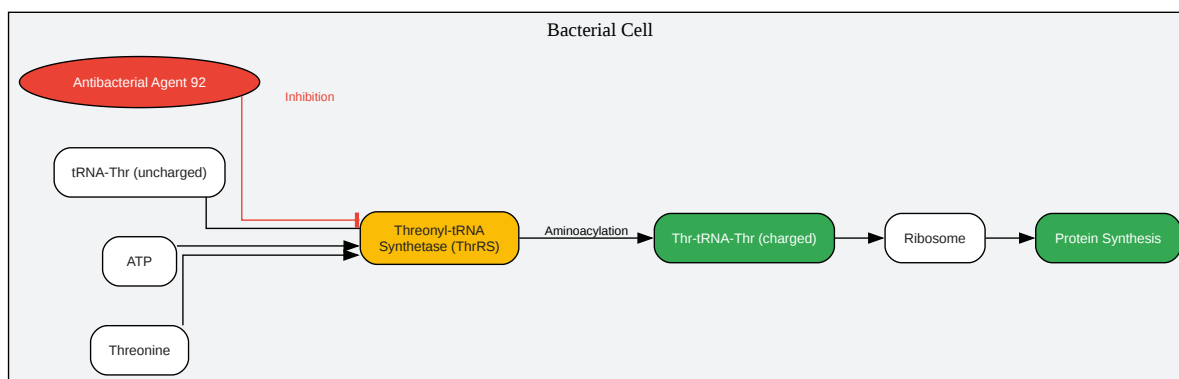 Bacterial Cell
Antibacterial Agent 92
Inhibition
tRNA-Thr (uncharged)
ATP
Threonine
Threonyl-tRNA
Synthetase (ThrRS)
Aminoacylation
Thr-tRNA-Thr (charged)
Ribosome
Protein Synthesis